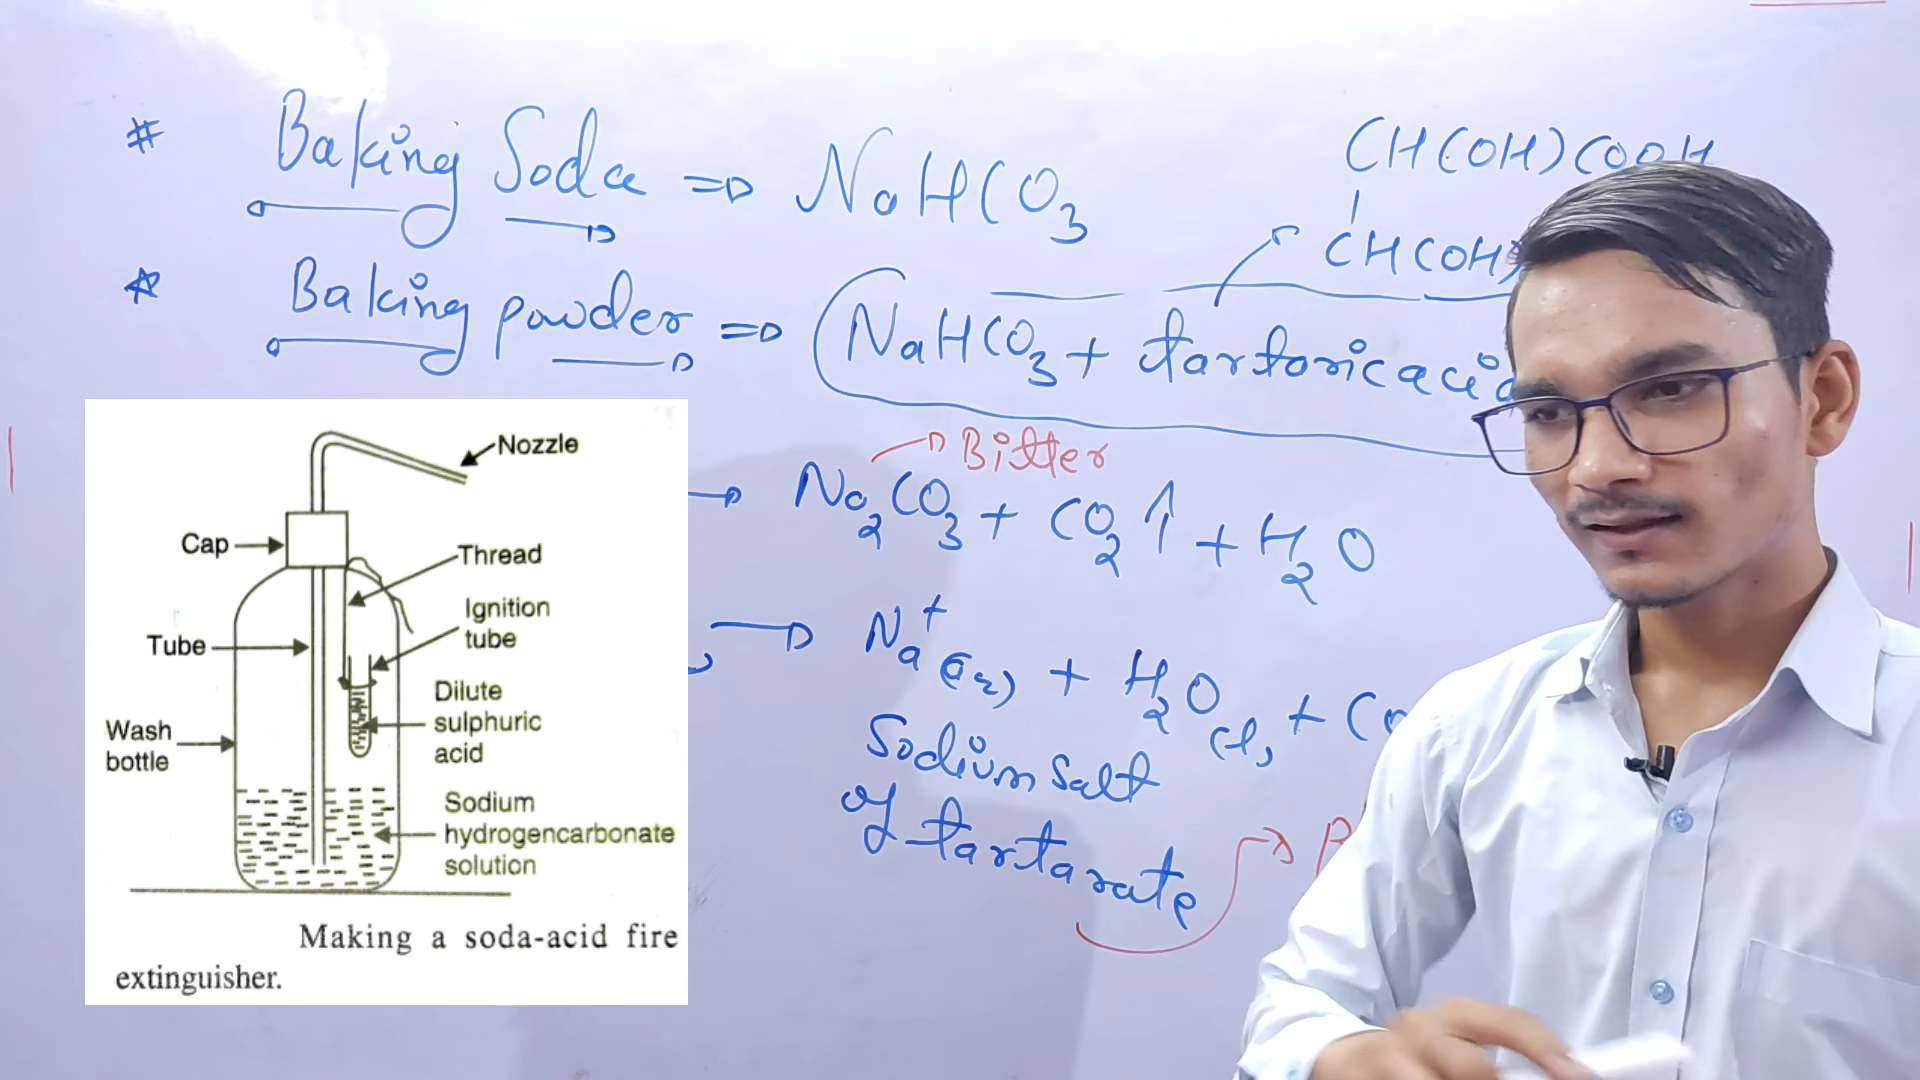 # Baking Soda ⇒ NaHCO3
CH(OH)COOH
CH(OH)
* Baking powder ⇒ NaHCO3 + tartaric acid
→ Bitter
→ Na2CO3 + CO2↑ + H2O
→ Na+(aq) + H2O(l) + CO
Sodium salt
of tartarate
Nozzle
Cap
Thread
Ignition
tube
Tube
Dilute
sulphuric
acid
Wash
bottle
Sodium
hydrogencarbonate
solution
Making a soda-acid fire
extinguisher.